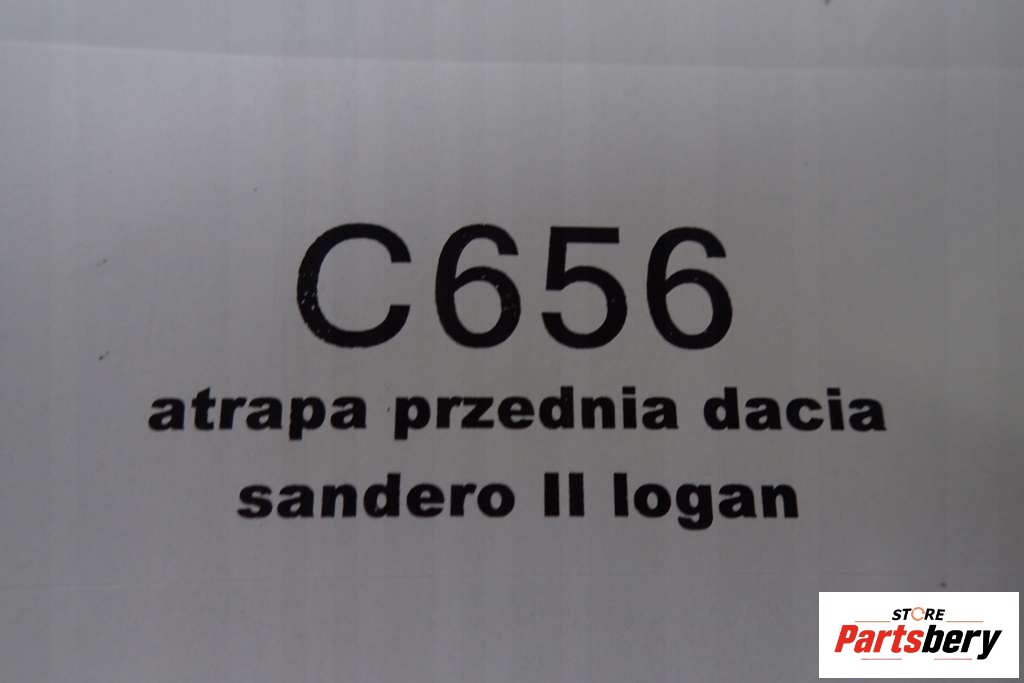 C656
atrapa przednia dacia
sandero II logan
STORE
Partsbery